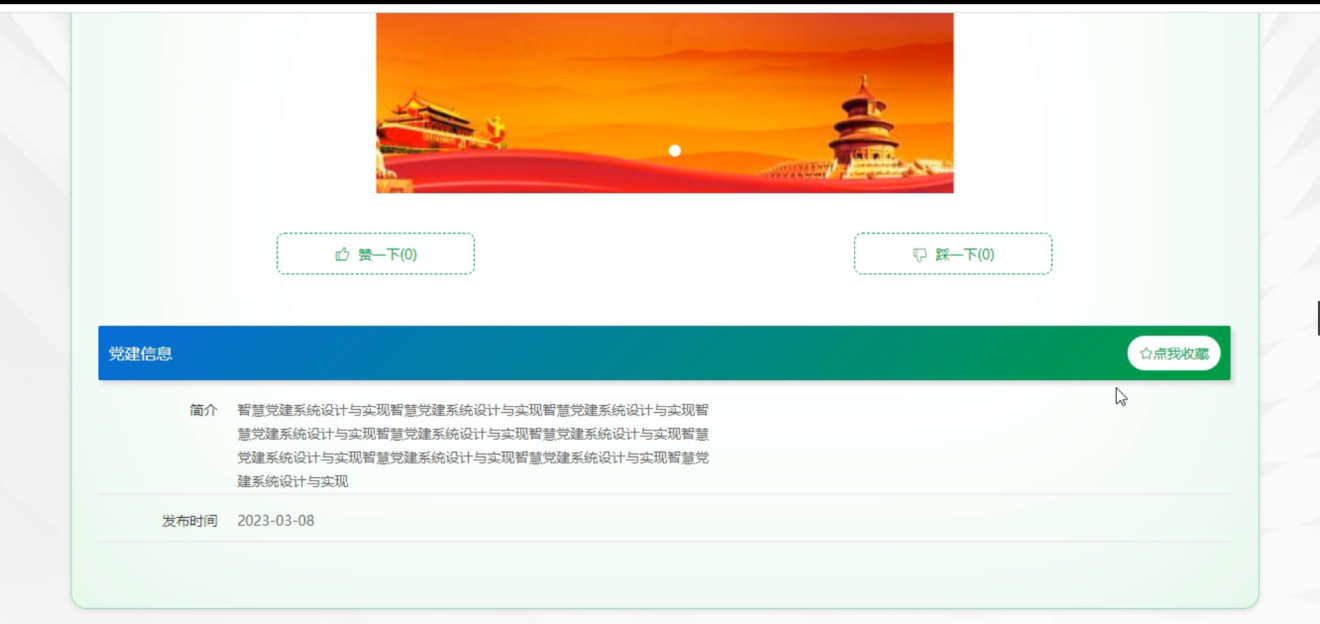 赞一下(0) 踩一下(0)
党建信息 点我收藏
简介 智慧党建系统设计与实现智慧党建系统设计与实现智慧党建系统设计与实现智
慧党建系统设计与实现智慧党建系统设计与实现智慧党建系统设计与实现智慧
党建系统设计与实现智慧党建系统设计与实现智慧党建系统设计与实现智慧党
建系统设计与实现
发布时间 2023-03-08